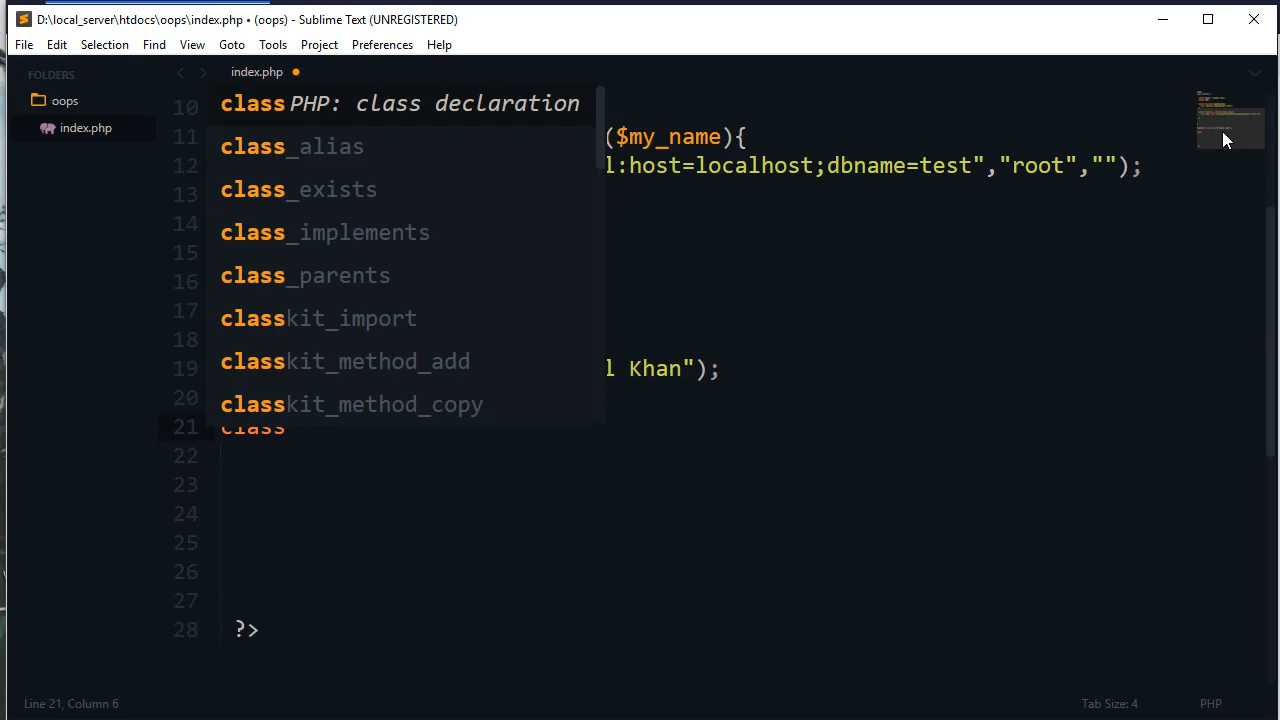 D:\local_server\htdocs\oops\index.php • (oops) - Sublime Text (UNREGISTERED)
File Edit Selection Find View Goto Tools Project Preferences Help
FOLDERS
oops
index.php
index.php
10
class PHP: class declaration
11 ($my_name){
class_alias
12 l:host=localhost;dbname=test","root","");
13
class_exists
14
class_implements
15
class_parents
16
17
classkit_import
18
classkit_method_add
19 l Khan");
20
classkit_method_copy
21 class
22
23
24
25
26
27
28 ?>
Line 21, Column 6
Tab Size: 4
PHP